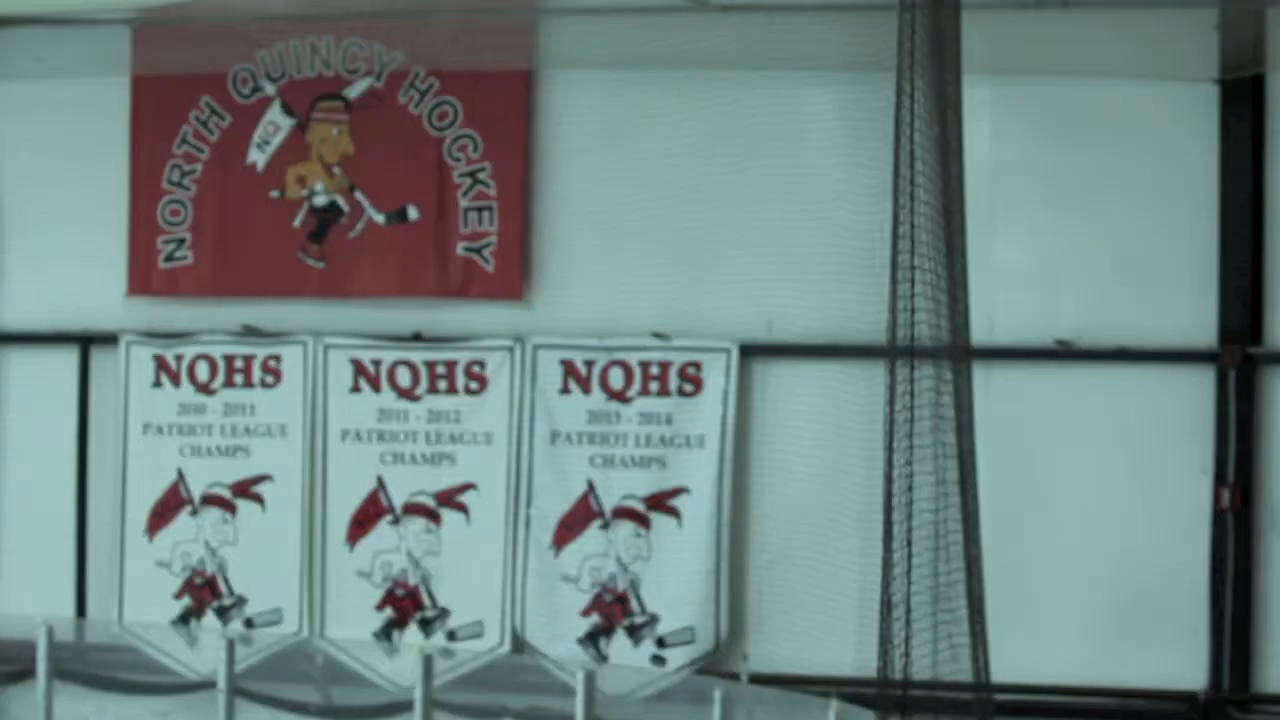 NORTH QUINCY HOCKEY
NQ
NQHS
2010 - 2011
PATRIOT LEAGUE
CHAMPS
NQHS
2011 - 2012
PATRIOT LEAGUE
CHAMPS
NQHS
2013 - 2014
PATRIOT LEAGUE
CHAMPS